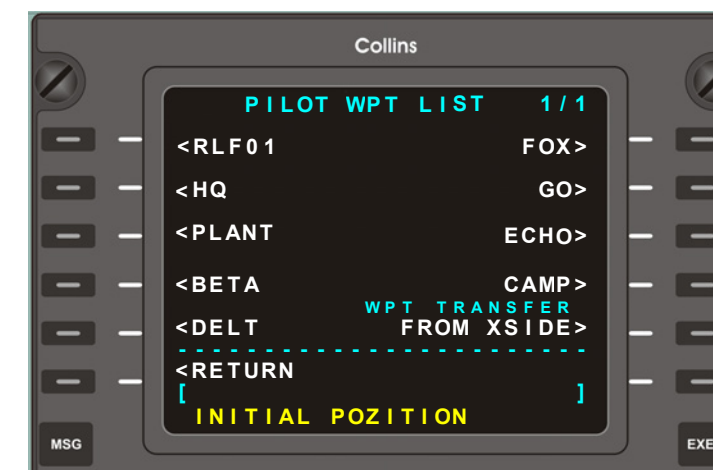 Collins
PILOT WPT LIST 1/1
<RLF01 FOX>
<HQ GO>
<PLANT ECHO>
<BETA CAMP>
WPT TRANSFER
<DELT FROM XSIDE>
- - - - - - - - - - - - - - - - - - - - - - - -
<RETURN
[ ]
INITIAL POZITION
MSG